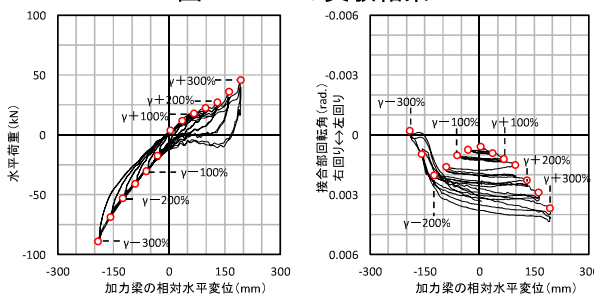 100
50
0
-50
-100
水平荷重(kN)
γ+300%
γ+200%
γ+100%
γ-100%
γ-200%
γ-300%
-300
-150
0
150
300
加力梁の相対水平変位(mm)
-0.006
-0.003
0
0.003
0.006
接合部回転角(rad.)
右回り⇔左回り
γ-300%
γ-100%
γ+100%
γ+200%
γ+300%
γ-200%
-300
-150
0
150
300
加力梁の相対水平変位(mm)